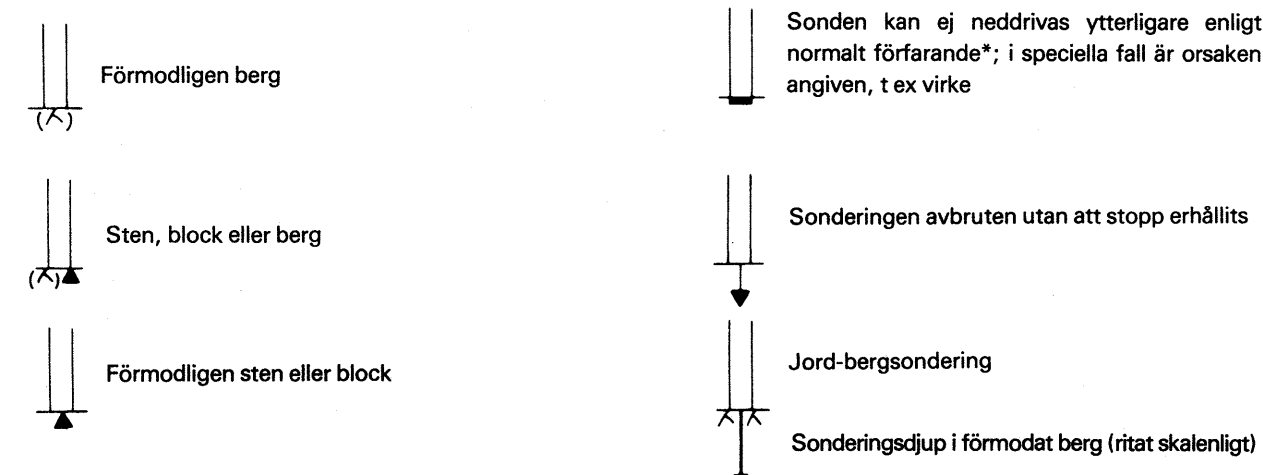 Förmodligen berg
Sten, block eller berg
Förmodligen sten eller block
Sonden kan ej neddrivas ytterligare enligt
normalt förfarande*; i speciella fall är orsaken
angiven, t ex virke
Sonderingen avbruten utan att stopp erhållits
Jord-bergsondering
Sonderingsdjup i förmodat berg (ritat skalenligt)